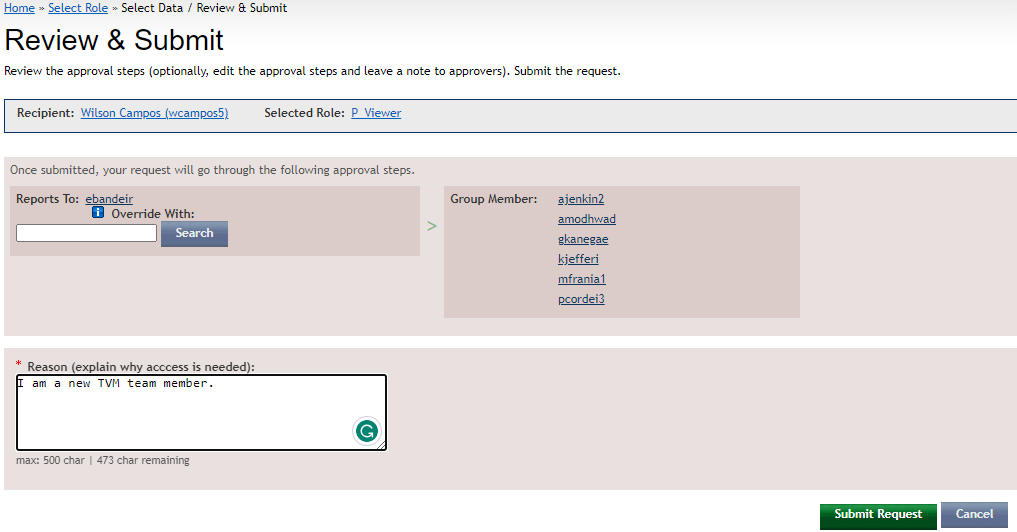 Home » Select Role » Select Data / Review & Submit
Review & Submit
Review the approval steps (optionally, edit the approval steps and leave a note to approvers). Submit the request.
Recipient: Wilson Campos (wcampos5) Selected Role: P_Viewer
Once submitted, your request will go through the following approval steps.
Reports To: ebandeir
i Override With:
Search
>
Group Member: ajenkin2
amodhwad
gkanegae
kjefferi
mfrania1
pcordei3
* Reason (explain why acccess is needed):
I am a new TVM team member.
G
max: 500 char | 473 char remaining
Submit Request Cancel